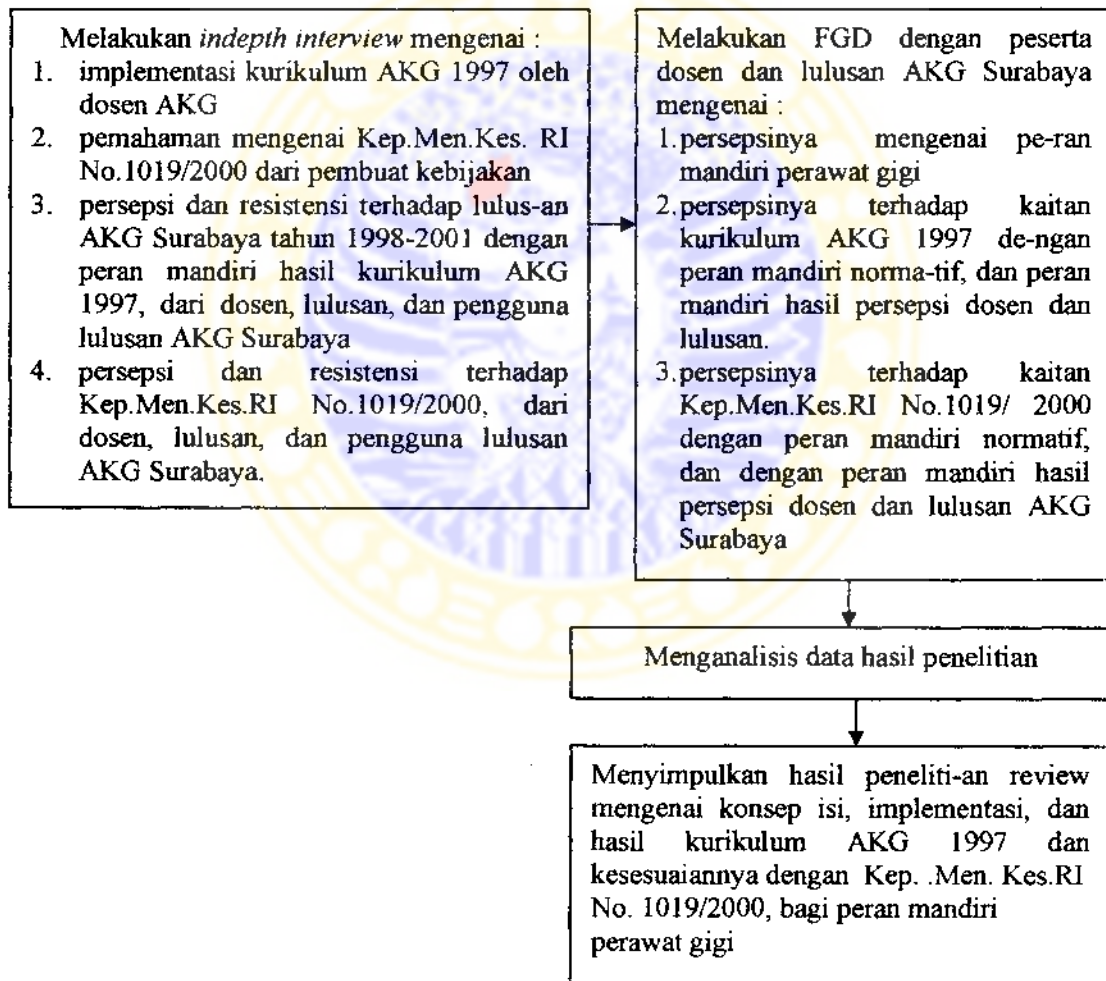 Melakukan indepth interview mengenai :
1. implementasi kurikulum AKG 1997 oleh
dosen AKG
2. pemahaman mengenai Kep.Men.Kes. RI
No.1019/2000 dari pembuat kebijakan
3. persepsi dan resistensi terhadap lulus-an
AKG Surabaya tahun 1998-2001 dengan
peran mandiri hasil kurikulum AKG
1997, dari dosen, lulusan, dan pengguna
lulusan AKG Surabaya
4. persepsi dan resistensi terhadap
Kep.Men.Kes.RI No.1019/2000, dari
dosen, lulusan, dan pengguna lulusan
AKG Surabaya.
Melakukan FGD dengan peserta
dosen dan lulusan AKG Surabaya
mengenai :
1. persepsinya mengenai pe-ran
mandiri perawat gigi
2. persepsinya terhadap kaitan
kurikulum AKG 1997 de-ngan
peran mandiri norma-tif, dan peran
mandiri hasil persepsi dosen dan
lulusan.
3. persepsinya terhadap kaitan
Kep.Men.Kes.RI No.1019/ 2000
dengan peran mandiri normatif,
dan dengan peran mandiri hasil
persepsi dosen dan lulusan AKG
Surabaya
Menganalisis data hasil penelitian
Menyimpulkan hasil peneliti-an review
mengenai konsep isi, implementasi, dan
hasil kurikulum AKG 1997 dan
kesesuaiannya dengan Kep. .Men. Kes.RI
No. 1019/2000, bagi peran mandiri
perawat gigi